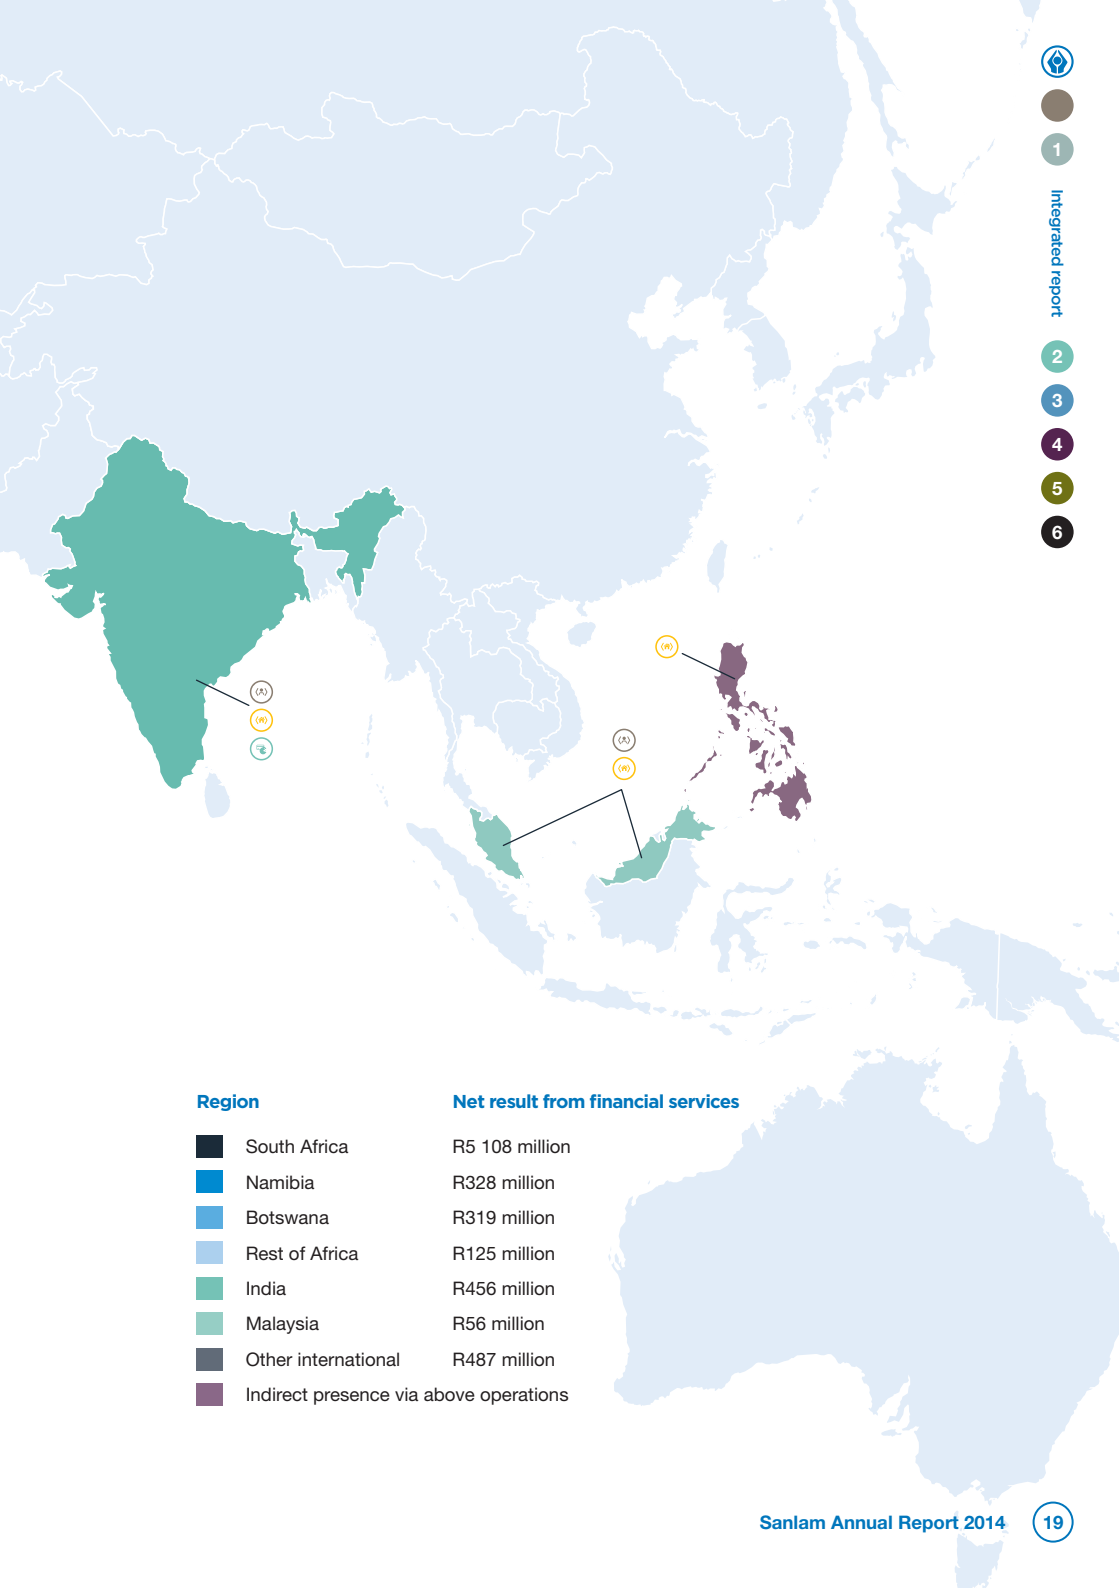 1
Integrated report
2
3
4
5
6
Region Net result from financial services
South Africa R5 108 million
Namibia R328 million
Botswana R319 million
Rest of Africa R125 million
India R456 million
Malaysia R56 million
Other international R487 million
Indirect presence via above operations
Sanlam Annual Report 2014 19